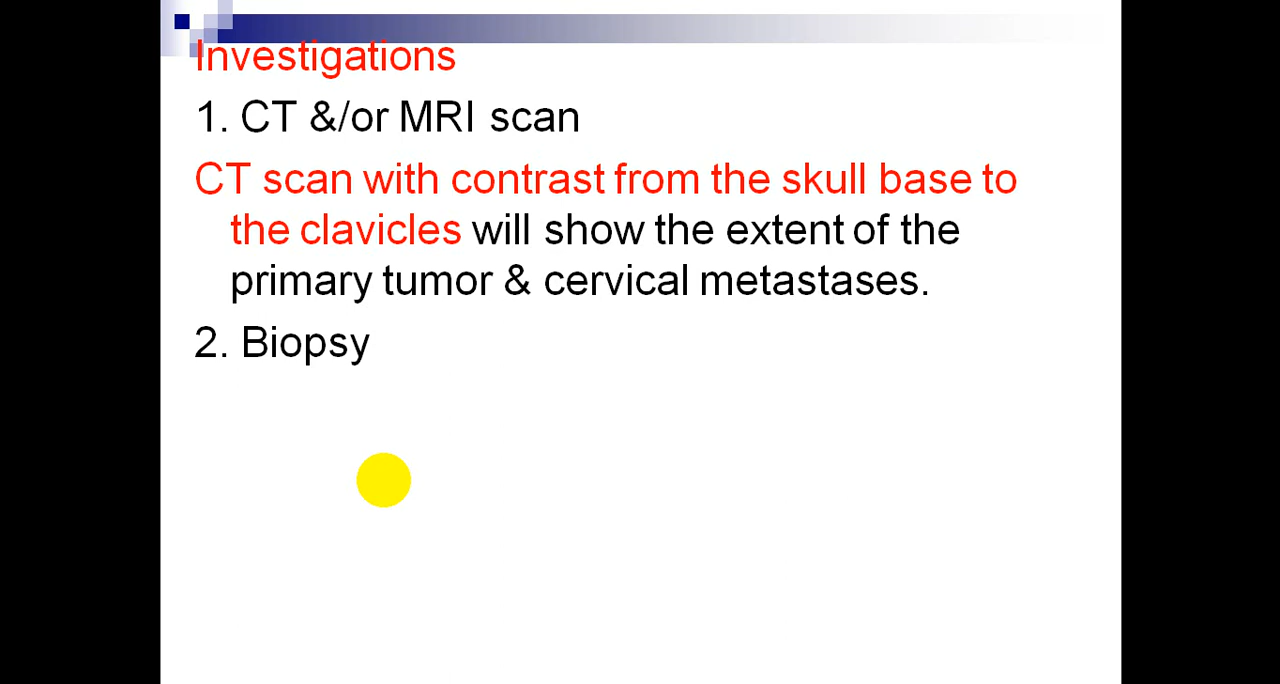 Investigations
1. CT &/or MRI scan
CT scan with contrast from the skull base to
the clavicles will show the extent of the
primary tumor & cervical metastases.
2. Biopsy